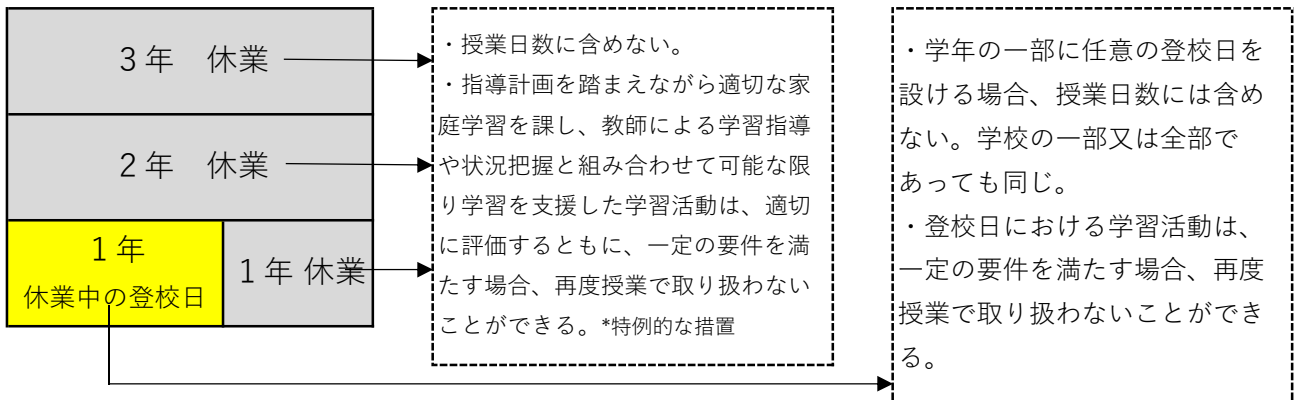 3年　休業
2年　休業
1年
休業中の登校日
1年 休業
・授業日数に含めない。
・指導計画を踏まえながら適切な家
庭学習を課し、教師による学習指導
や状況把握と組み合わせて可能な限
り学習を支援した学習活動は、適切
に評価するとともに、一定の要件を満
たす場合、再度授業で取り扱わない
ことができる。*特例的な措置
・学年の一部に任意の登校日を
設ける場合、授業日数には含め
ない。学校の一部又は全部で
あっても同じ。
・登校日における学習活動は、
一定の要件を満たす場合、再度
授業で取り扱わないことができ
る。